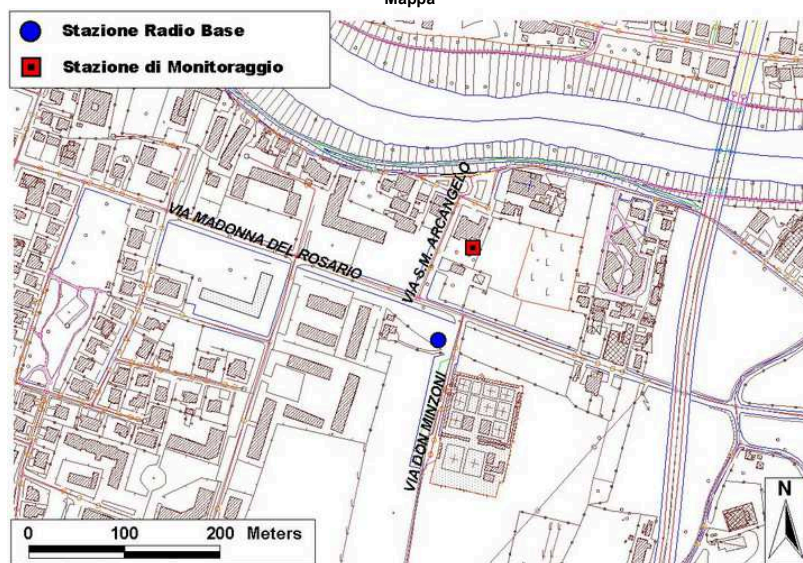 Mappa
Stazione Radio Base
Stazione di Monitoraggio
VIA MADONNA DEL ROSARIO
VIA S.M. ARCANGELO
VIA DON MINZONI
0 100 200 Meters
N